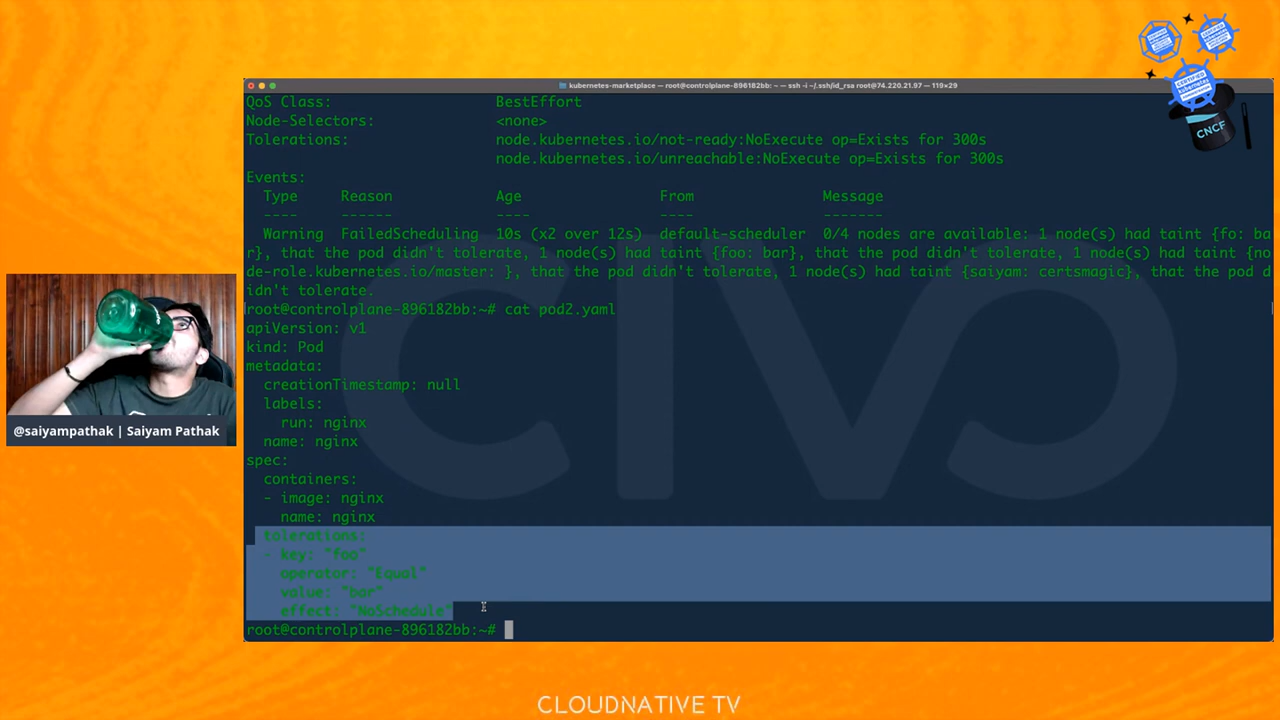 kubernetes-marketplace — root@controlplane-896182bb: ~ — ssh -i ~/.ssh/id_rsa root@74.220.21.97 — 119×29
QoS Class: BestEffort
Node-Selectors: <none>
Tolerations: node.kubernetes.io/not-ready:NoExecute op=Exists for 300s
node.kubernetes.io/unreachable:NoExecute op=Exists for 300s
Events:
Type Reason Age From Message
---- ------ ---- ---- -------
Warning FailedScheduling 10s (x2 over 12s) default-scheduler 0/4 nodes are available: 1 node(s) had taint {fo: ba
r}, that the pod didn't tolerate, 1 node(s) had taint {foo: bar}, that the pod didn't tolerate, 1 node(s) had taint {no
de-role.kubernetes.io/master: }, that the pod didn't tolerate, 1 node(s) had taint {saiyam: certsmagic}, that the pod d
idn't tolerate.
root@controlplane-896182bb:~# cat pod2.yaml
apiVersion: v1
kind: Pod
metadata:
creationTimestamp: null
labels:
run: nginx
name: nginx
spec:
containers:
- image: nginx
name: nginx
tolerations:
- key: "foo"
operator: "Equal"
value: "bar"
effect: "NoSchedule"
root@controlplane-896182bb:~#
CIVO
@saiyampathak | Saiyam Pathak
CERTIFIED
kubernetes
CNCF
CLOUDNATIVE TV